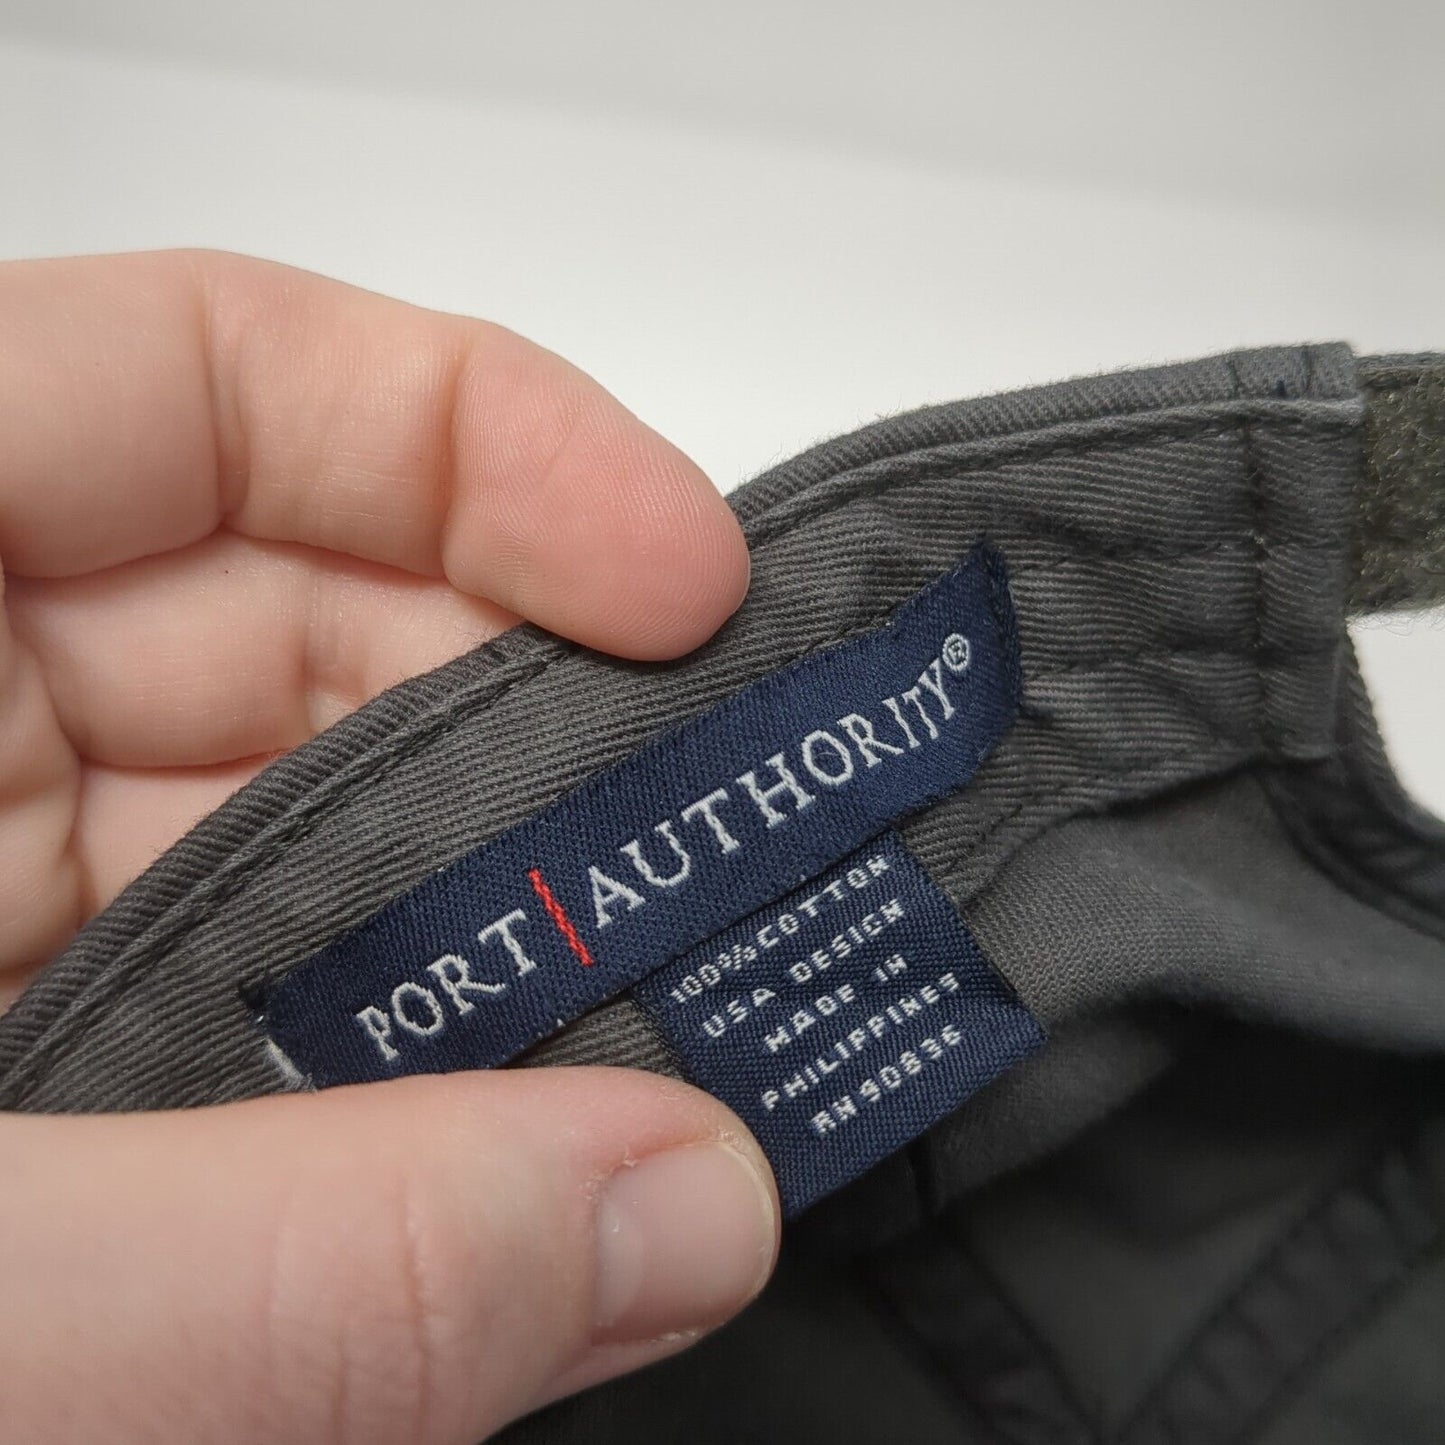 PORT | AUTHORITY®
100% COTTON
USA DESIGN
MADE IN
PHILIPPINES
RN 90836